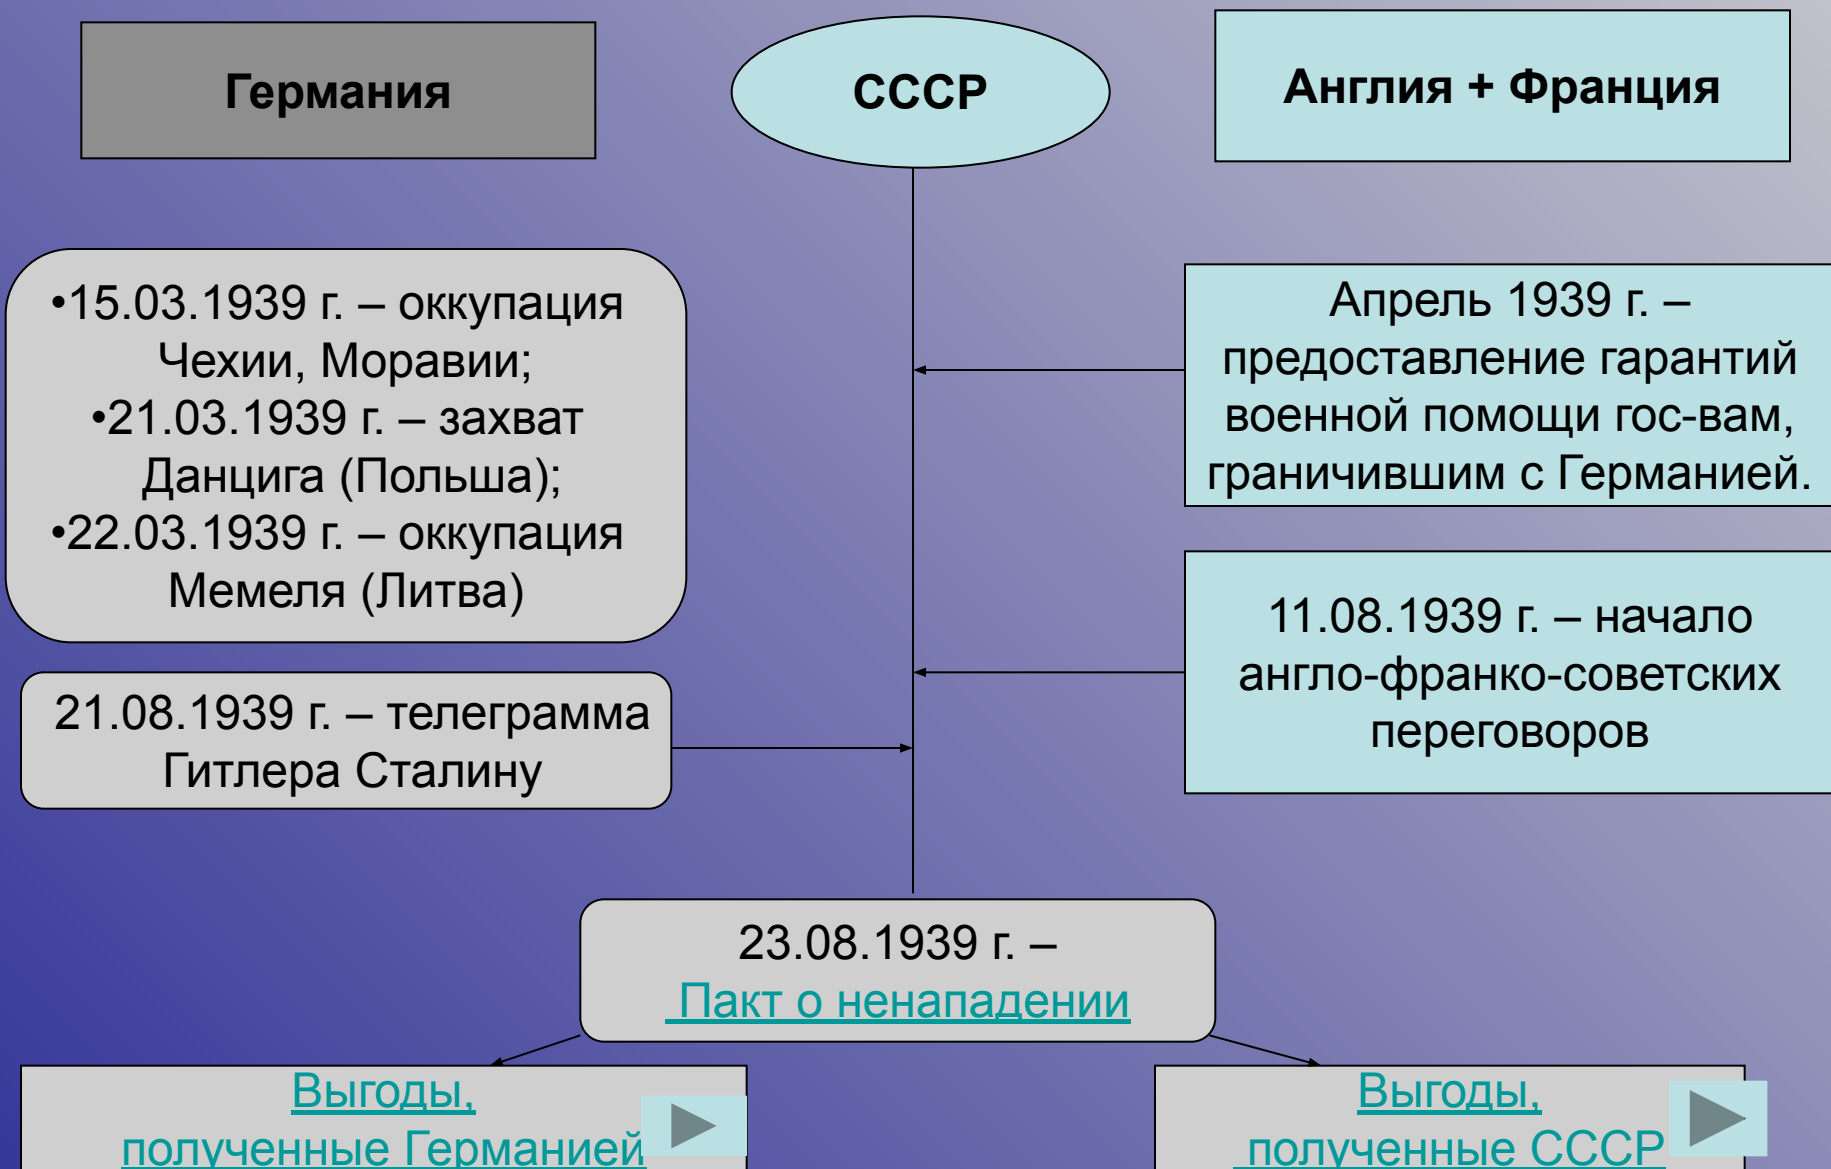 Германия
СССР
Англия + Франция
•15.03.1939 г. – оккупация
Чехии, Моравии;
•21.03.1939 г. – захват
Данцига (Польша);
•22.03.1939 г. – оккупация
Мемеля (Литва)
Апрель 1939 г. –
предоставление гарантий
военной помощи гос-вам,
граничившим с Германией.
11.08.1939 г. – начало
англо-франко-советских
переговоров
21.08.1939 г. – телеграмма
Гитлера Сталину
23.08.1939 г. –
Пакт о ненападении
Выгоды,
полученные Германией
Выгоды,
полученные СССР